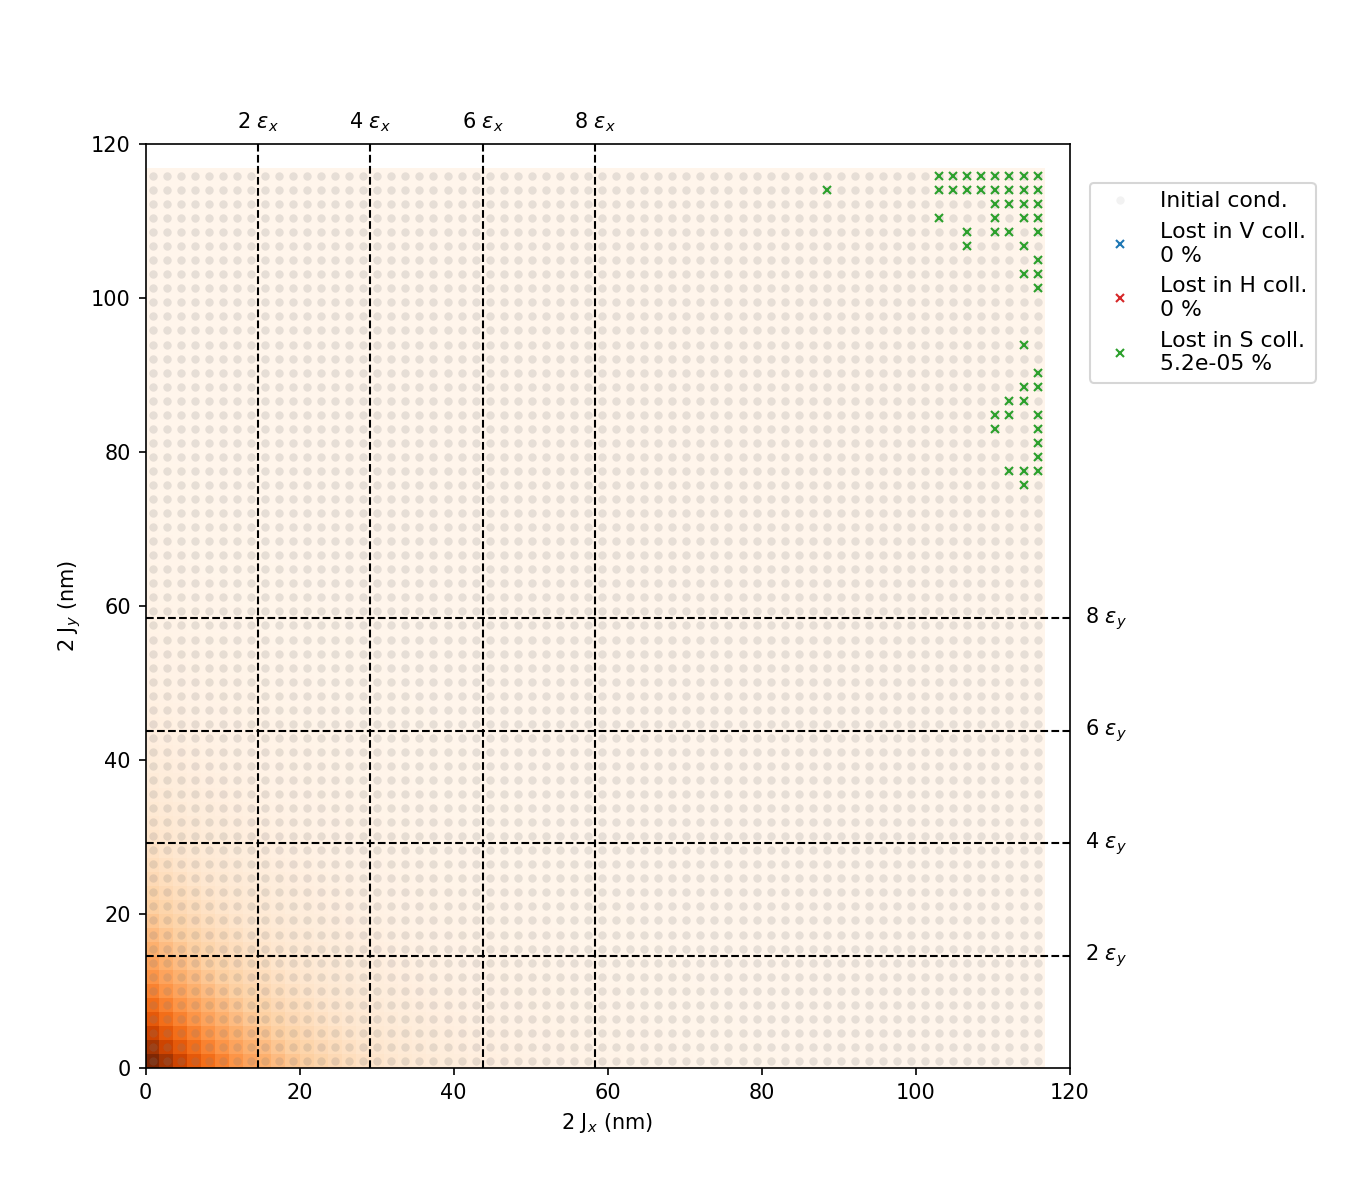 2 εx
4 εx
6 εx
8 εx
120
100
80
60
40
20
0
2 Jy (nm)
8 εy
6 εy
4 εy
2 εy
0
20
40
60
80
100
120
2 Jx (nm)
Initial cond.
Lost in V coll.
0 %
Lost in H coll.
0 %
Lost in S coll.
5.2e-05 %